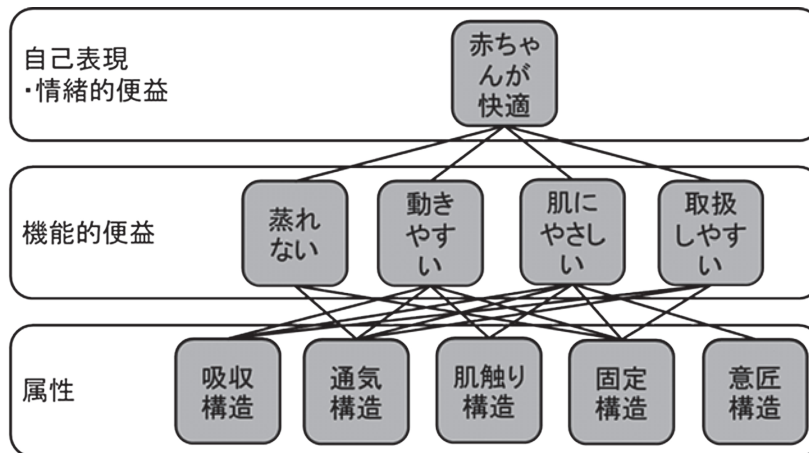 自己表現
・情緒的便益
赤ちゃ
んが
快適
機能的便益
蒸れ
ない
動き
やす
い
肌に
やさし
い
取扱
しやす
い
属性
吸収
構造
通気
構造
肌触り
構造
固定
構造
意匠
構造